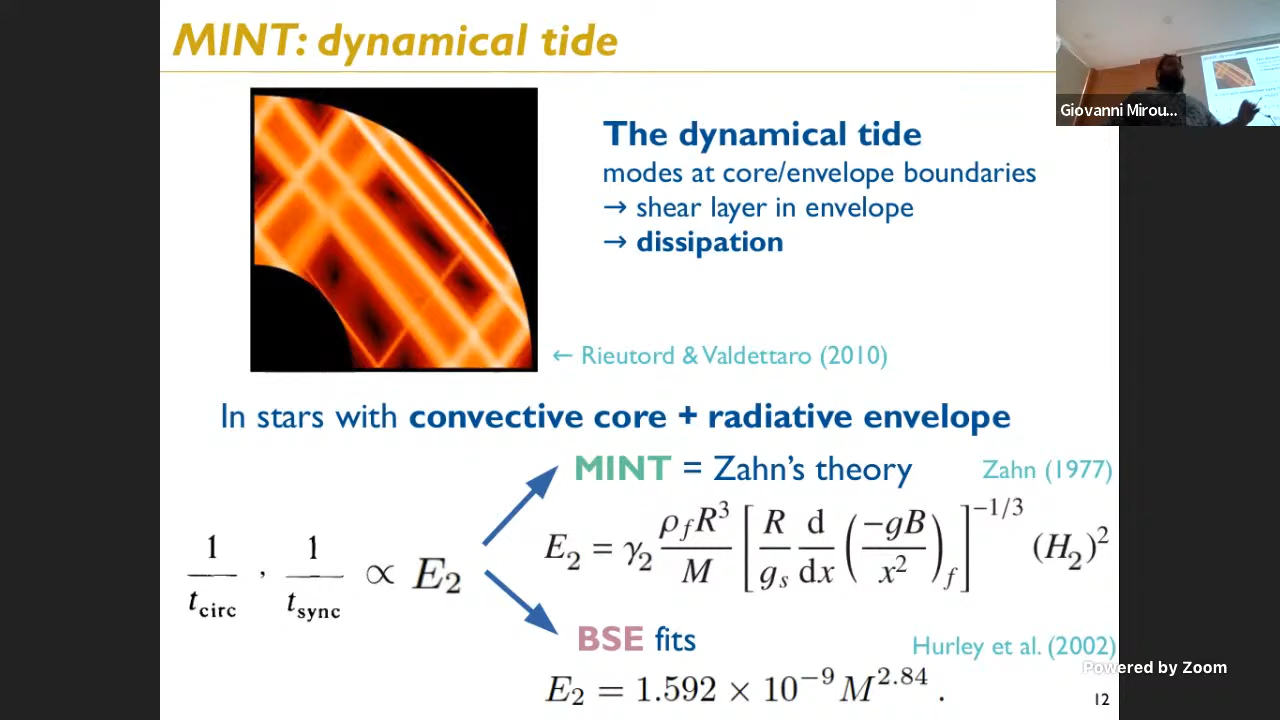 MINT: dynamical tide
Giovanni Mirou...
The dynamical tide
modes at core/envelope boundaries
→ shear layer in envelope
→ dissipation
← Rieutord & Valdettaro (2010)
In stars with convective core + radiative envelope
MINT = Zahn's theory
Zahn (1977)
E₂ = γ₂ ρ_f R³ / M [ R / g_s d/dx ( −gB / x² )_f ]^{−1/3} (H₂)²
1/t_circ , 1/t_sync ∝ E₂
BSE fits
Hurley et al. (2002)
E₂ = 1.592 × 10⁻⁹ M^{2.84} .
Powered by Zoom
12